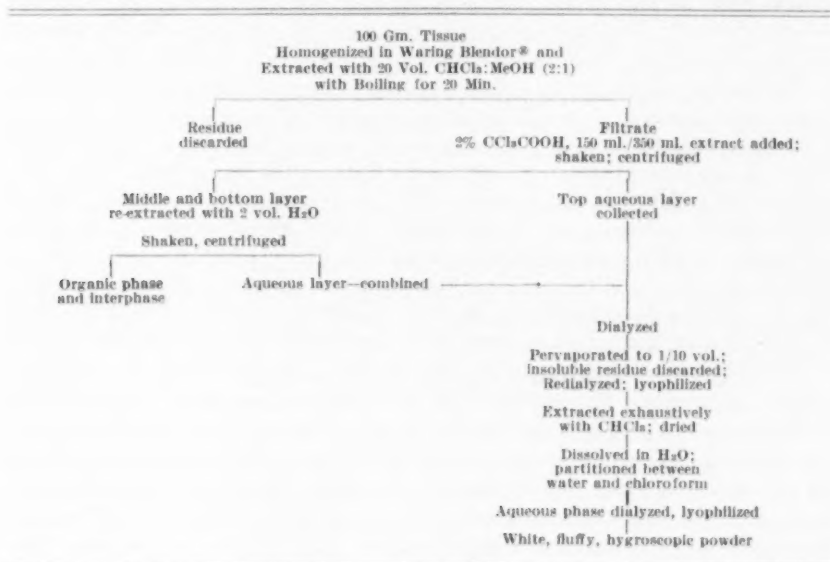 100 Gm. Tissue
Homogenized in Waring Blendor® and
Extracted with 20 Vol. CHCl₃:MeOH (2:1)
with Boiling for 20 Min.
Residue
discarded
Filtrate
2% CCl₃COOH, 150 ml./350 ml. extract added;
shaken; centrifuged
Middle and bottom layer
re-extracted with 2 vol. H₂O
Top aqueous layer
collected
Shaken, centrifuged
Organic phase
and interphase
Aqueous layer—combined
Dialyzed
Pervaporated to 1/10 vol.;
insoluble residue discarded;
Redialyzed; lyophilized
Extracted exhaustively
with CHCl₃; dried
Dissolved in H₂O;
partitioned between
water and chloroform
Aqueous phase dialyzed, lyophilized
White, fluffy, hygroscopic powder